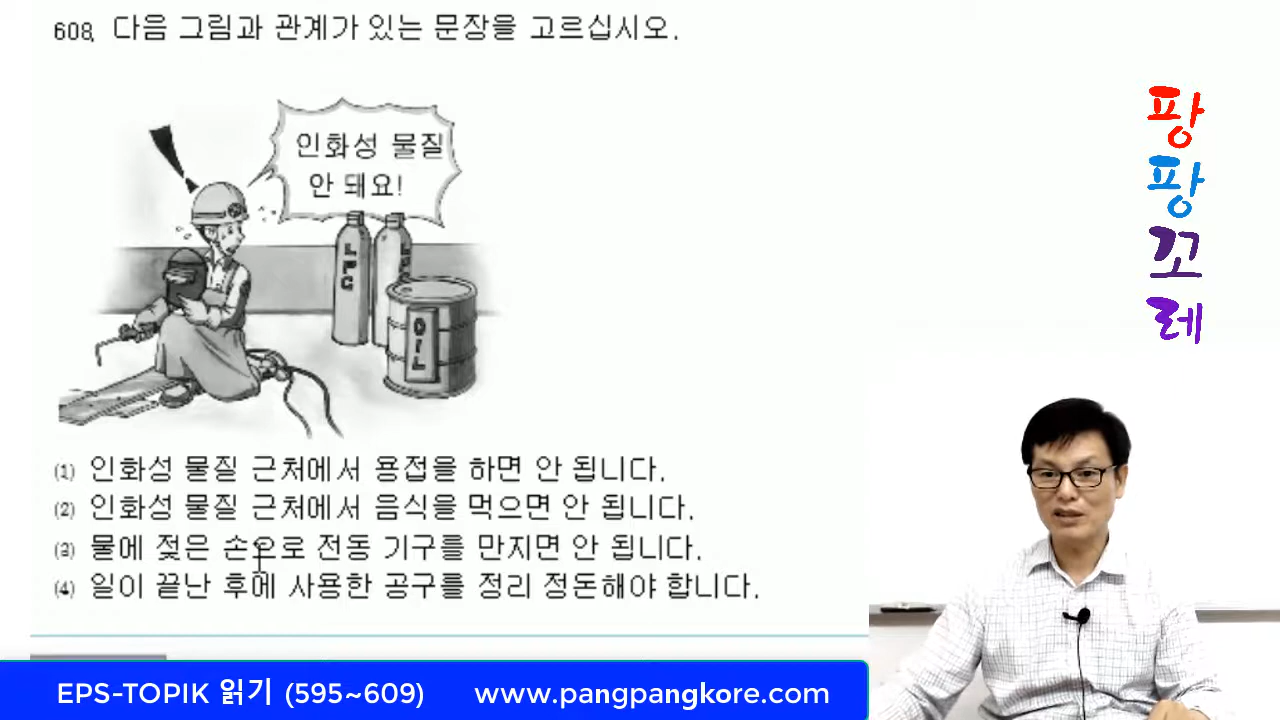 608. 다음 그림과 관계가 있는 문장을 고르십시오.
인화성 물질
안 돼요!
LPG
OIL
(1) 인화성 물질 근처에서 용접을 하면 안 됩니다.
(2) 인화성 물질 근처에서 음식을 먹으면 안 됩니다.
(3) 물에 젖은 손으로 전동 기구를 만지면 안 됩니다.
(4) 일이 끝난 후에 사용한 공구를 정리 정돈해야 합니다.
팡
팡
꼬
레
EPS-TOPIK 읽기 (595~609) www.pangpangkore.com